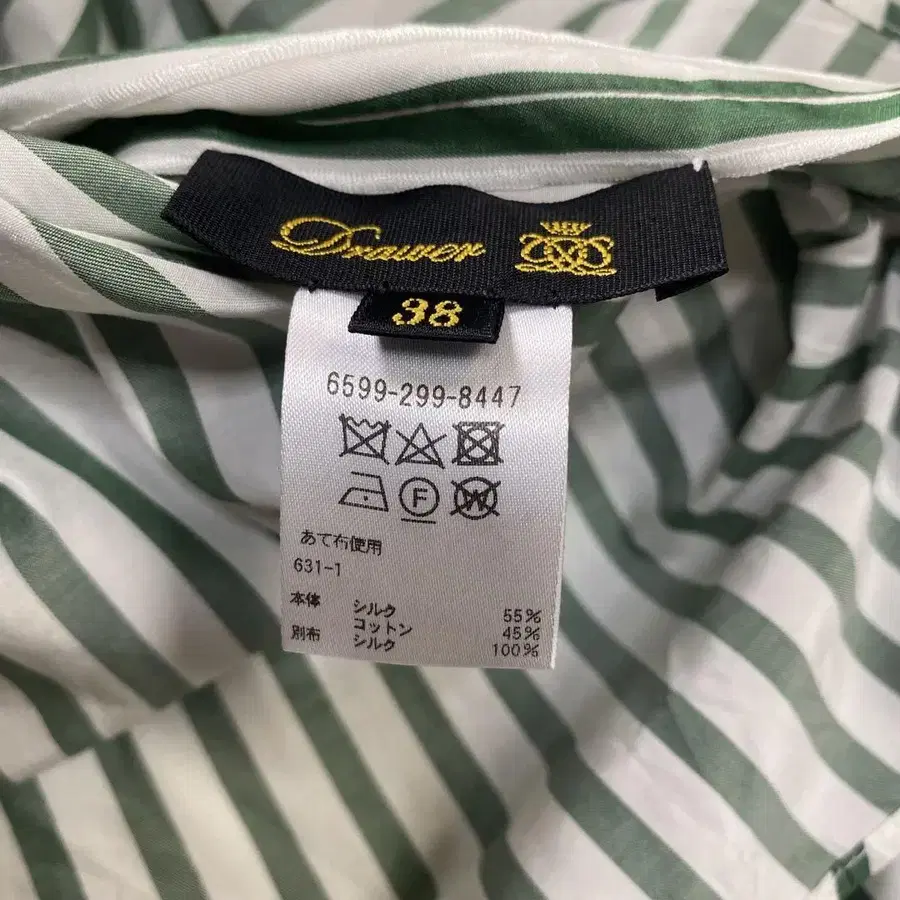 Drawer
38
6599-299-8447
F
W
あて布使用
631-1
本体 シルク 55%
コットン 45%
別布 シルク 100%